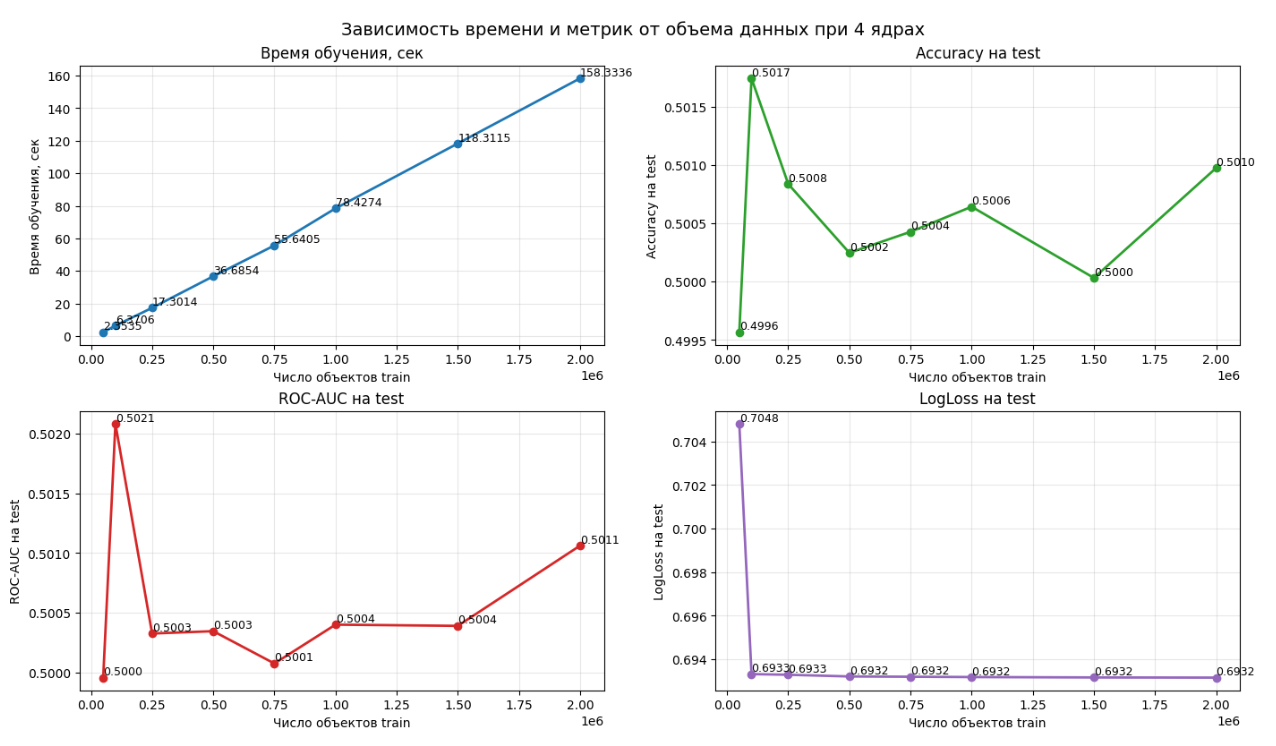 Зависимость времени и метрик от объема данных при 4 ядрах
Время обучения, сек
Время обучения, сек
160
140
120
100
80
60
40
20
0
2.3535
6.3706
17.3014
36.6854
55.6405
78.4274
118.3115
158.3336
0.00 0.25 0.50 0.75 1.00 1.25 1.50 1.75 2.00
1e6
Число объектов train
Accuracy на test
Accuracy на test
0.5015
0.5010
0.5005
0.5000
0.4995
0.4996
0.5017
0.5008
0.5002
0.5004
0.5006
0.5000
0.5010
0.00 0.25 0.50 0.75 1.00 1.25 1.50 1.75 2.00
1e6
Число объектов train
ROC-AUC на test
ROC-AUC на test
0.5020
0.5015
0.5010
0.5005
0.5000
0.5000
0.5021
0.5003
0.5003
0.5001
0.5004
0.5004
0.5011
0.00 0.25 0.50 0.75 1.00 1.25 1.50 1.75 2.00
1e6
Число объектов train
LogLoss на test
LogLoss на test
0.704
0.702
0.700
0.698
0.696
0.694
0.7048
0.6933
0.6933
0.6932
0.6932
0.6932
0.6932
0.6932
0.00 0.25 0.50 0.75 1.00 1.25 1.50 1.75 2.00
1e6
Число объектов train